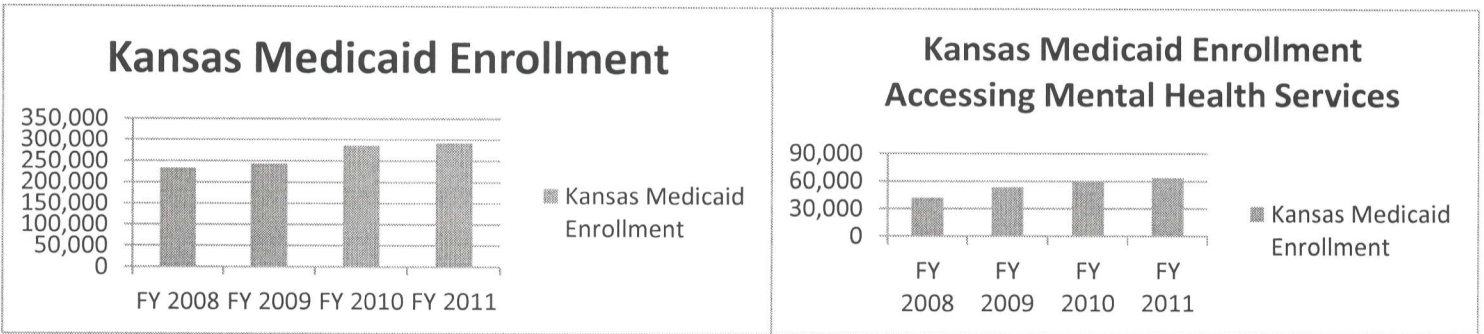 Kansas Medicaid Enrollment
350,000
300,000
250,000
200,000
150,000
100,000
50,000
0
FY 2008 FY 2009 FY 2010 FY 2011
Kansas Medicaid
Enrollment
Kansas Medicaid Enrollment
Accessing Mental Health Services
90,000
60,000
30,000
0
FY
2008
FY
2009
FY
2010
FY
2011
Kansas Medicaid
Enrollment